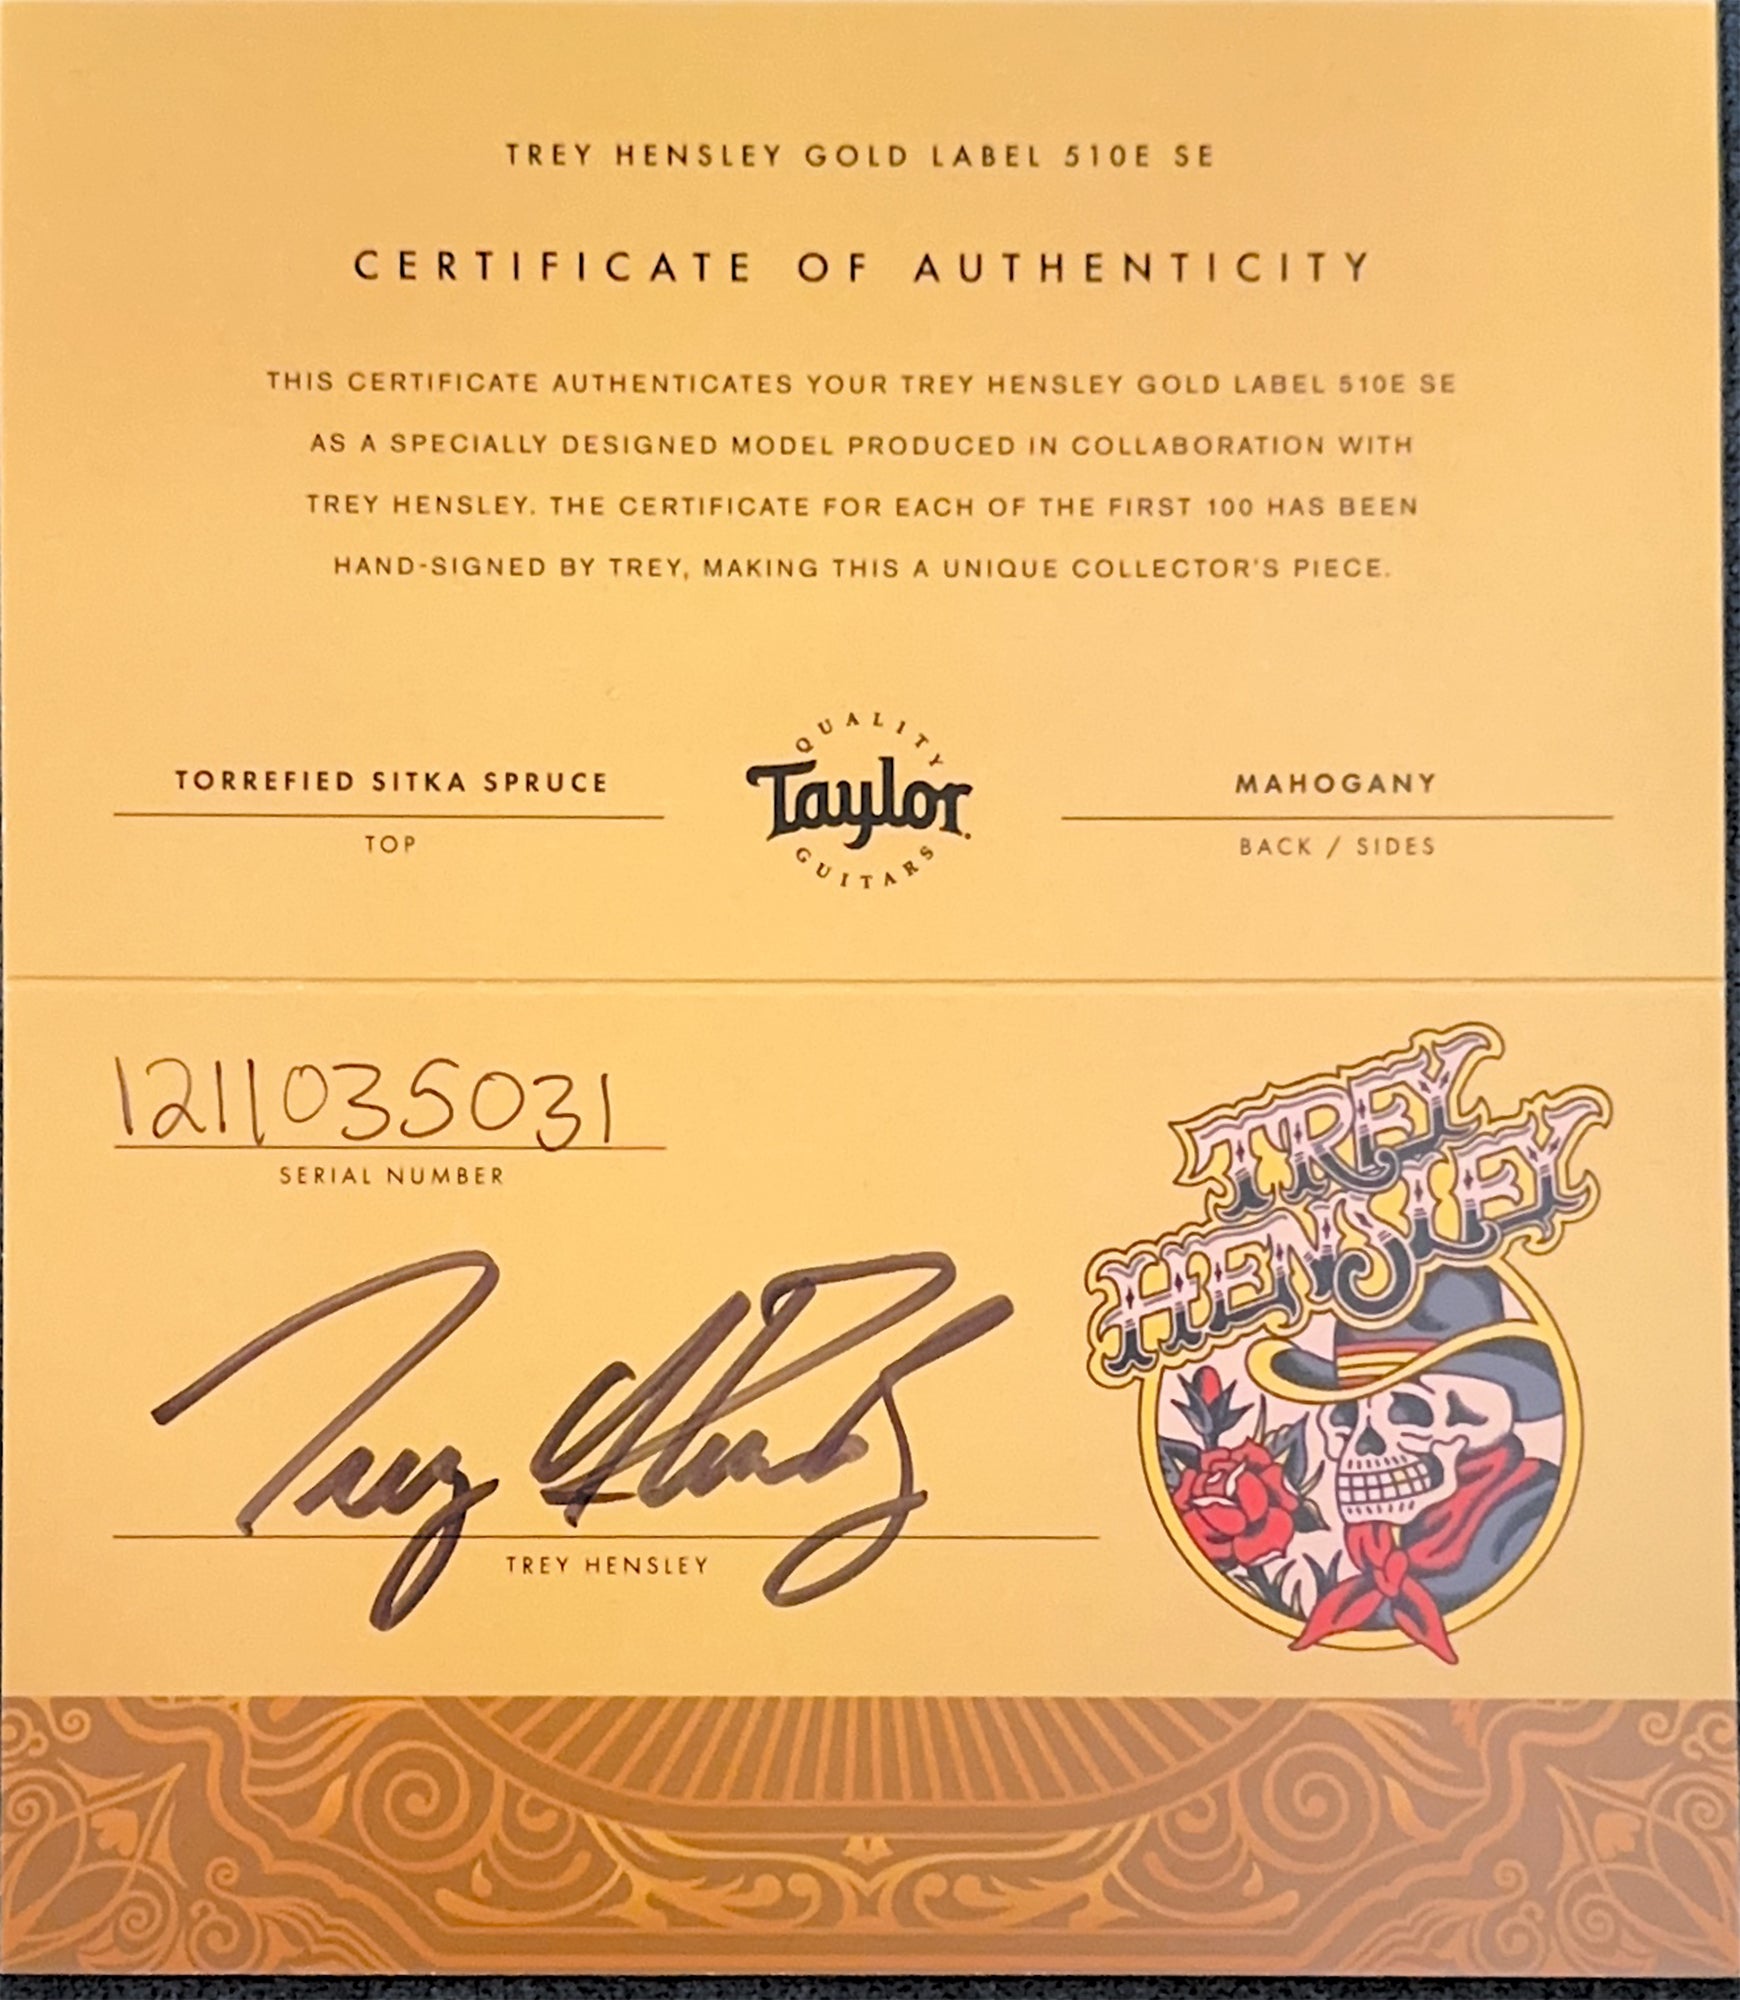 TREY HENSLEY GOLD LABEL 510E SE
CERTIFICATE OF AUTHENTICITY
THIS CERTIFICATE AUTHENTICATES YOUR TREY HENSLEY GOLD LABEL 510E SE
AS A SPECIALLY DESIGNED MODEL PRODUCED IN COLLABORATION WITH
TREY HENSLEY. THE CERTIFICATE FOR EACH OF THE FIRST 100 HAS BEEN
HAND-SIGNED BY TREY, MAKING THIS A UNIQUE COLLECTOR'S PIECE.
TORREFIED SITKA SPRUCE
TOP
QUALITY
Taylor
GUITARS
MAHOGANY
BACK / SIDES
1211035031
SERIAL NUMBER
Trey Hensley
TREY HENSLEY
TREY
HENSLEY